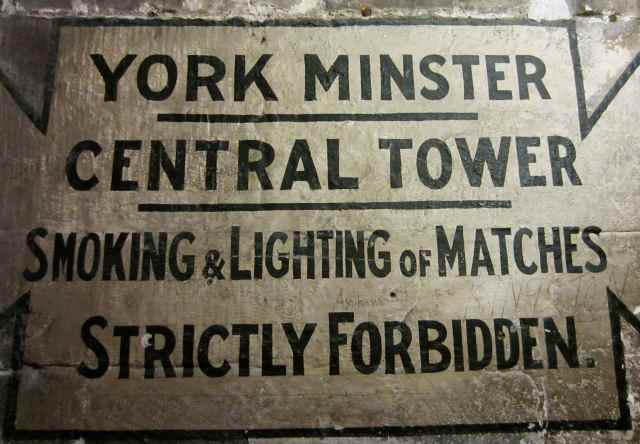 YORK MINSTER
CENTRAL TOWER
SMOKING & LIGHTING OF MATCHES
STRICTLY FORBIDDEN.